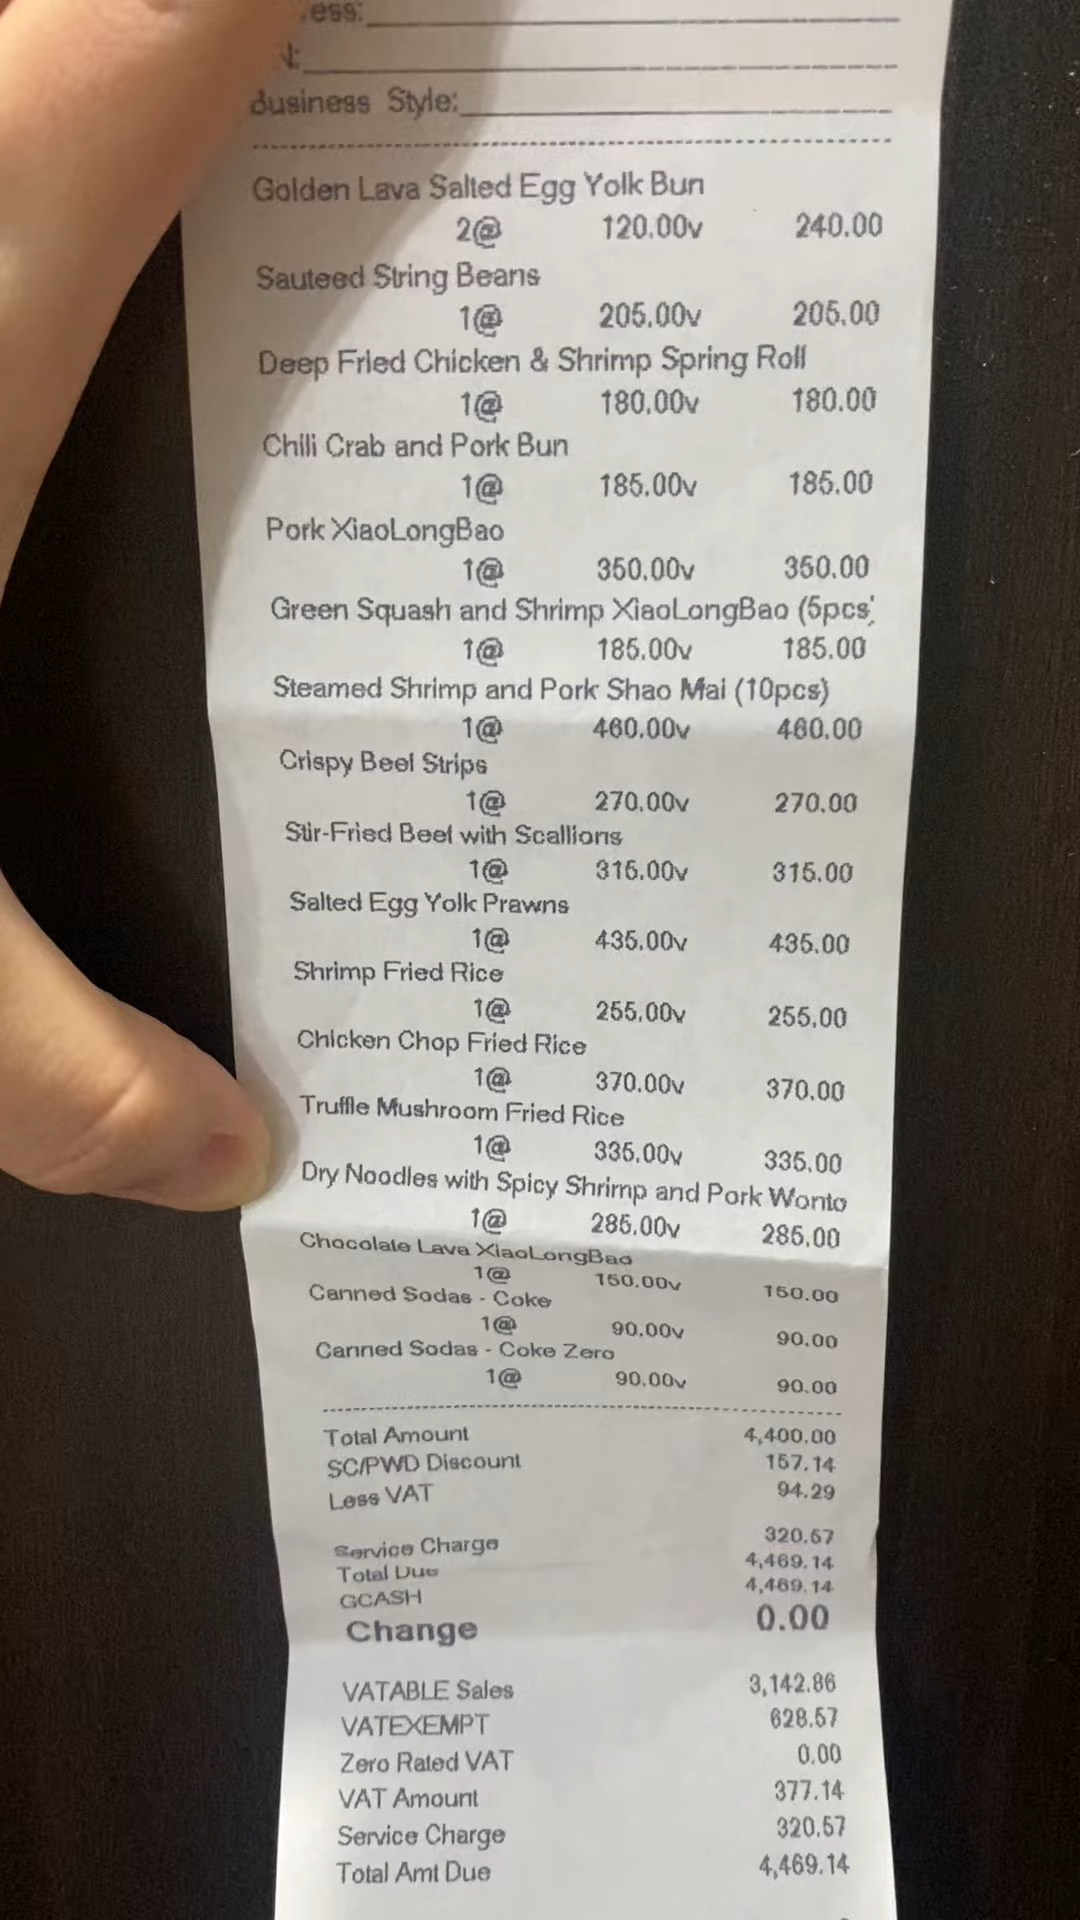 Business Style:
Golden Lava Salted Egg Yolk Bun
2@ 120.00v 240.00
Sauteed String Beans
1@ 205.00v 205.00
Deep Fried Chicken & Shrimp Spring Roll
1@ 180.00v 180.00
Chili Crab and Pork Bun
1@ 185.00v 185.00
Pork XiaoLongBao
1@ 350.00v 350.00
Green Squash and Shrimp XiaoLongBao (5pcs)
1@ 185.00v 185.00
Steamed Shrimp and Pork Shao Mai (10pcs)
1@ 460.00v 460.00
Crispy Beef Strips
1@ 270.00v 270.00
Stir-Fried Beef with Scallions
1@ 315.00v 315.00
Salted Egg Yolk Prawns
1@ 435.00v 435.00
Shrimp Fried Rice
1@ 255.00v 255.00
Chicken Chop Fried Rice
1@ 370.00v 370.00
Truffle Mushroom Fried Rice
1@ 335.00v 335.00
Dry Noodles with Spicy Shrimp and Pork Wonto
1@ 285.00v 285.00
Chocolate Lava XiaoLongBao
1@ 150.00v 150.00
Canned Sodas - Coke
1@ 90.00v 90.00
Canned Sodas - Coke Zero
1@ 90.00v 90.00
Total Amount 4,400.00
SC/PWD Discount 157.14
Less VAT 94.29
Service Charge 320.57
Total Due 4,469.14
GCASH 4,469.14
Change 0.00
VATABLE Sales 3,142.86
VATEXEMPT 628.57
Zero Rated VAT 0.00
VAT Amount 377.14
Service Charge 320.57
Total Amt Due 4,469.14